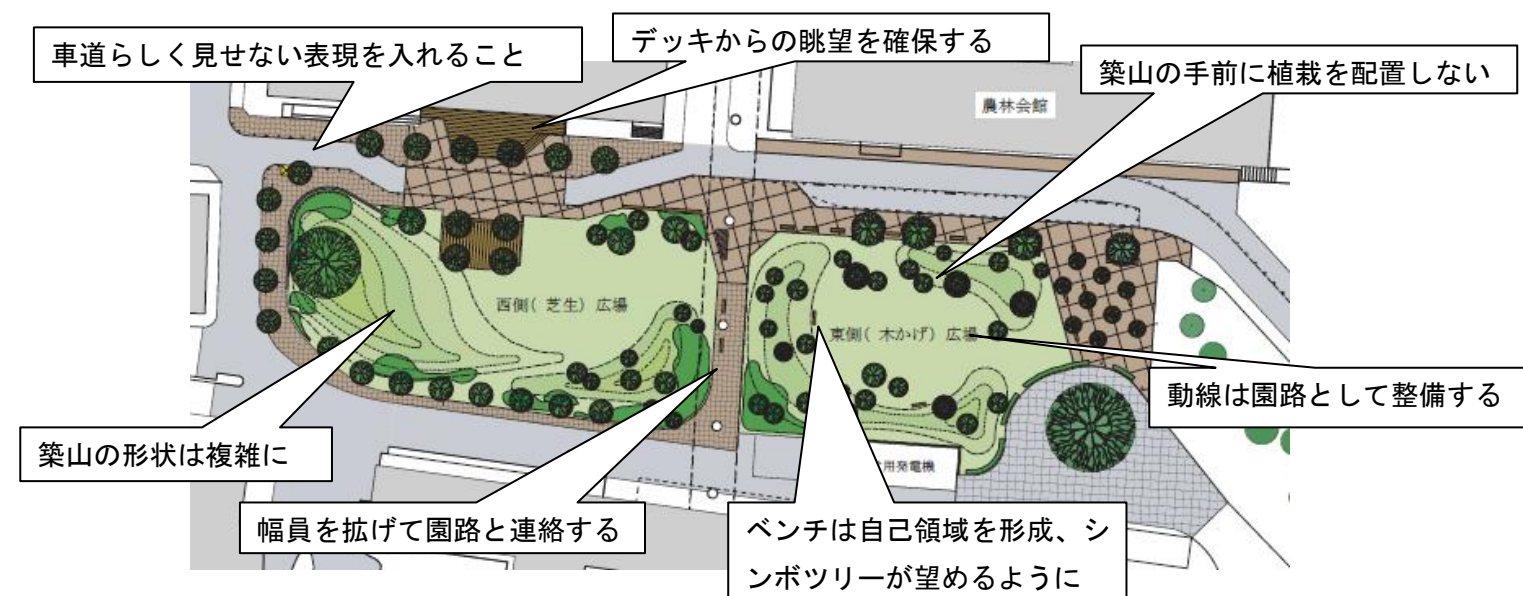 車道らしく見せない表現を入れること
デッキからの眺望を確保する
築山の手前に植栽を配置しない
農林会館
西側(芝生)広場
東側(木かげ)広場
動線は園路として整備する
築山の形状は複雑に
用発電機
幅員を拡げて園路と連絡する
ベンチは自己領域を形成、シ
ンボツリーが望めるように